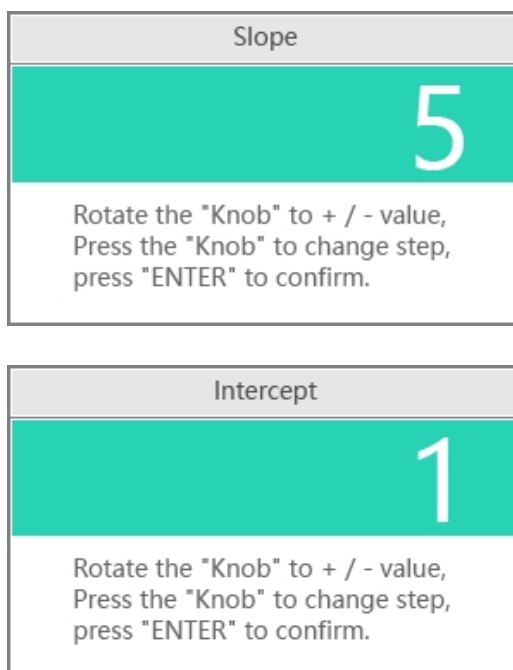 Slope
5
Rotate the "Knob" to + / - value,
Press the "Knob" to change step,
press "ENTER" to confirm.
Intercept
1
Rotate the "Knob" to + / - value,
Press the "Knob" to change step,
press "ENTER" to confirm.